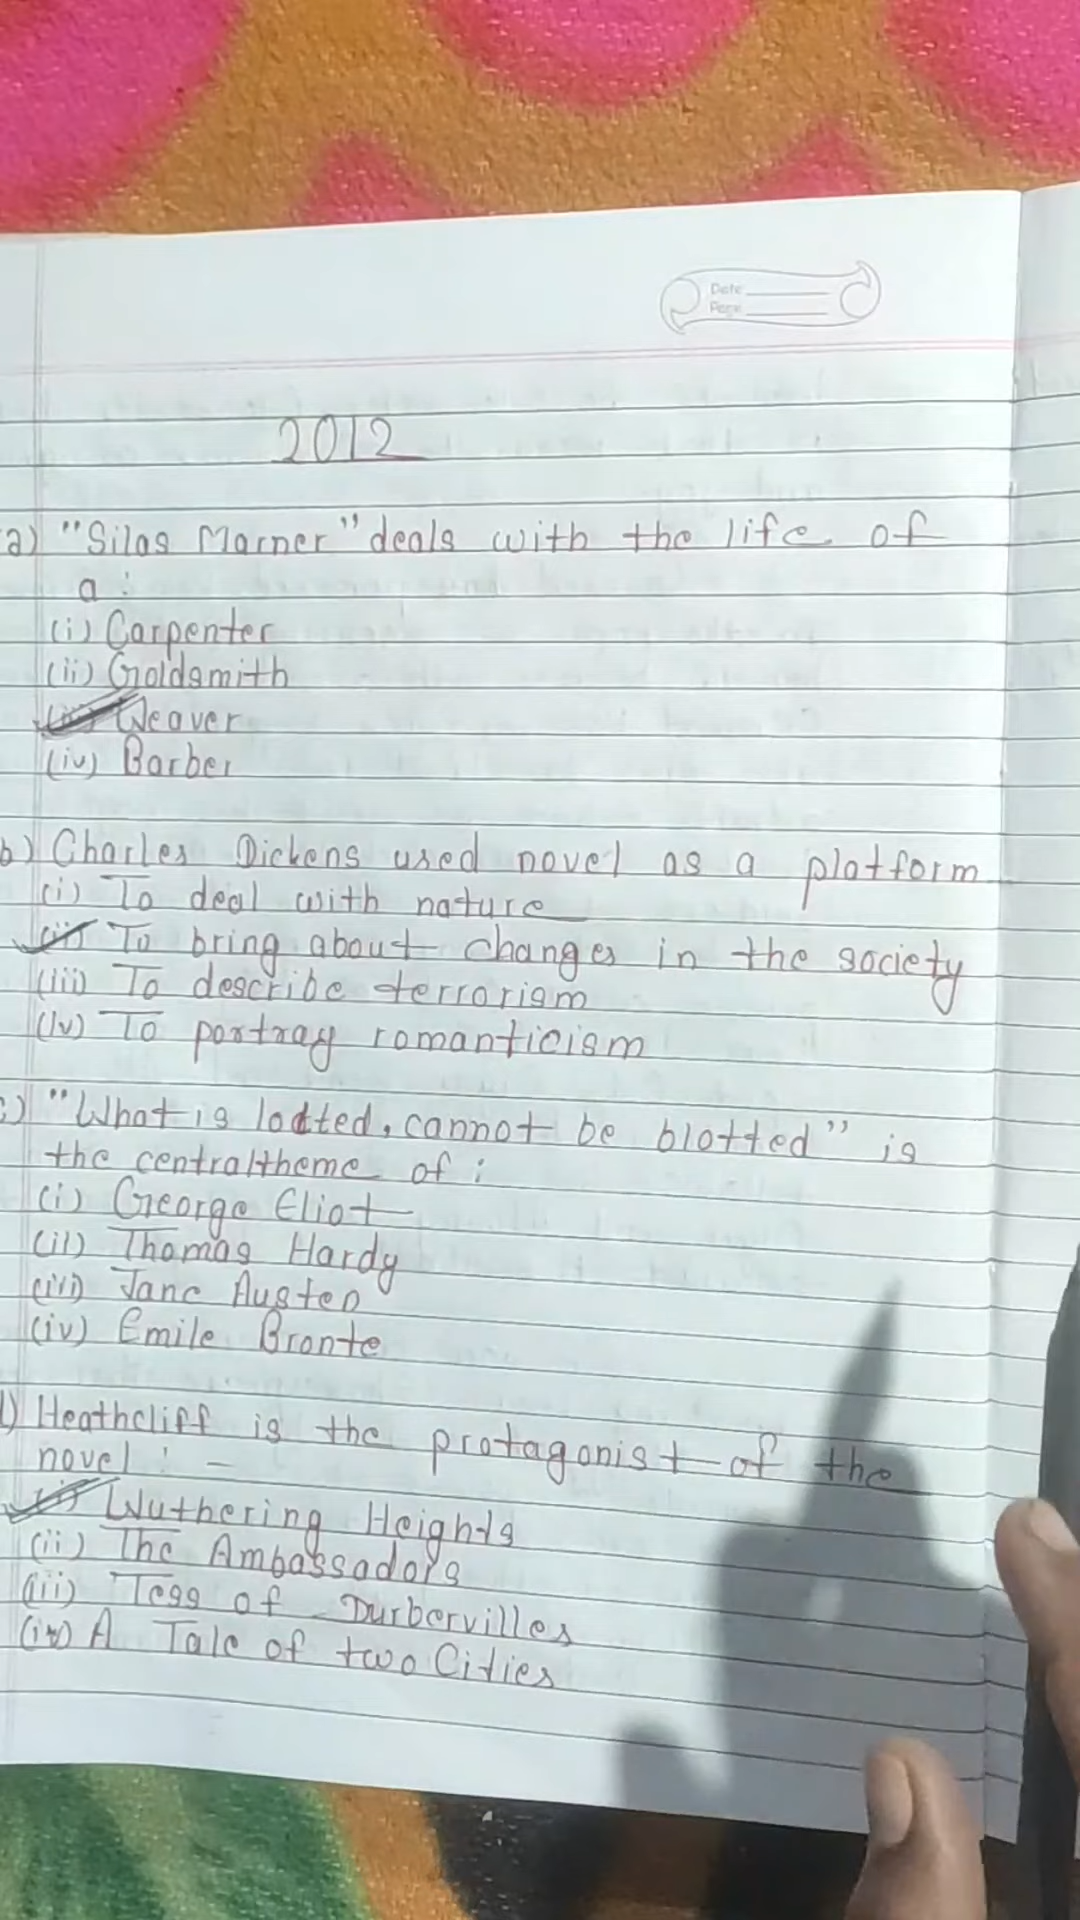 Date
Page
2012
a) "Silas Marner" deals with the life of
a:
(i) Carpenter
(ii) Goldsmith
(iii) Weaver
(iv) Barber
b) Charles Dickens used novel as a platform
(i) To deal with nature
(ii) To bring about changes in the society
(iii) To describe terrorism
(iv) To portray romanticism
c) "What is lotted, cannot be blotted" is
the central theme of:
(i) George Eliot
(ii) Thomas Hardy
(iii) Jane Austen
(iv) Emile Bronte
d) Heathcliff is the protagonist of the
novel: -
(i) Wuthering Heights
(ii) The Ambassadors
(iii) Tess of Durbervilles
(iv) A Tale of two Cities